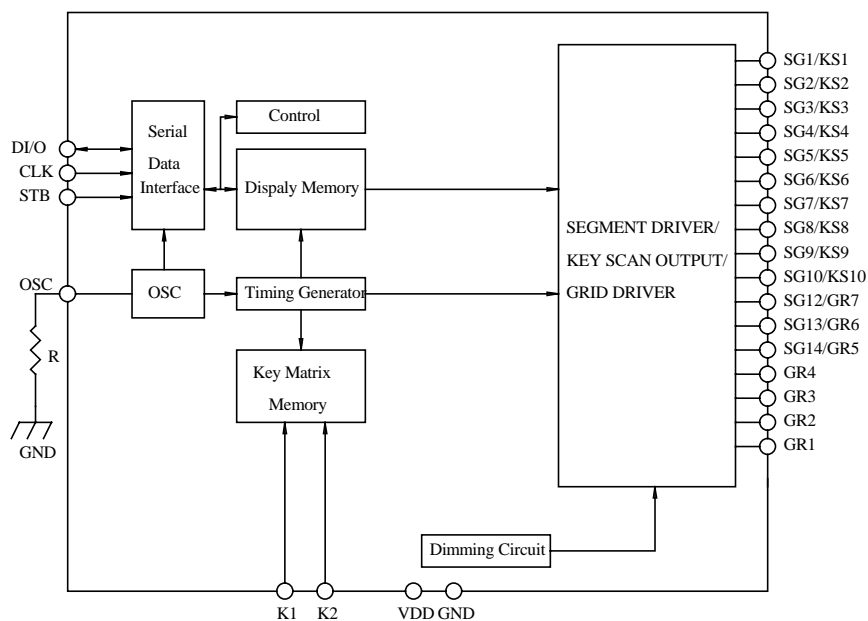 SG1/KS1
SG2/KS2
SG3/KS3
SG4/KS4
SG5/KS5
SG6/KS6
SG7/KS7
SG8/KS8
SG9/KS9
SG10/KS10
SG12/GR7
SG13/GR6
SG14/GR5
GR4
GR3
GR2
GR1
DI/O
CLK
STB
OSC
R
GND
Serial
Data
Interface
Control
Dispaly Memory
OSC
Timing Generator
Key Matrix
Memory
SEGMENT DRIVER/
KEY SCAN OUTPUT/
GRID DRIVER
Dimming Circuit
K1
K2
VDD
GND